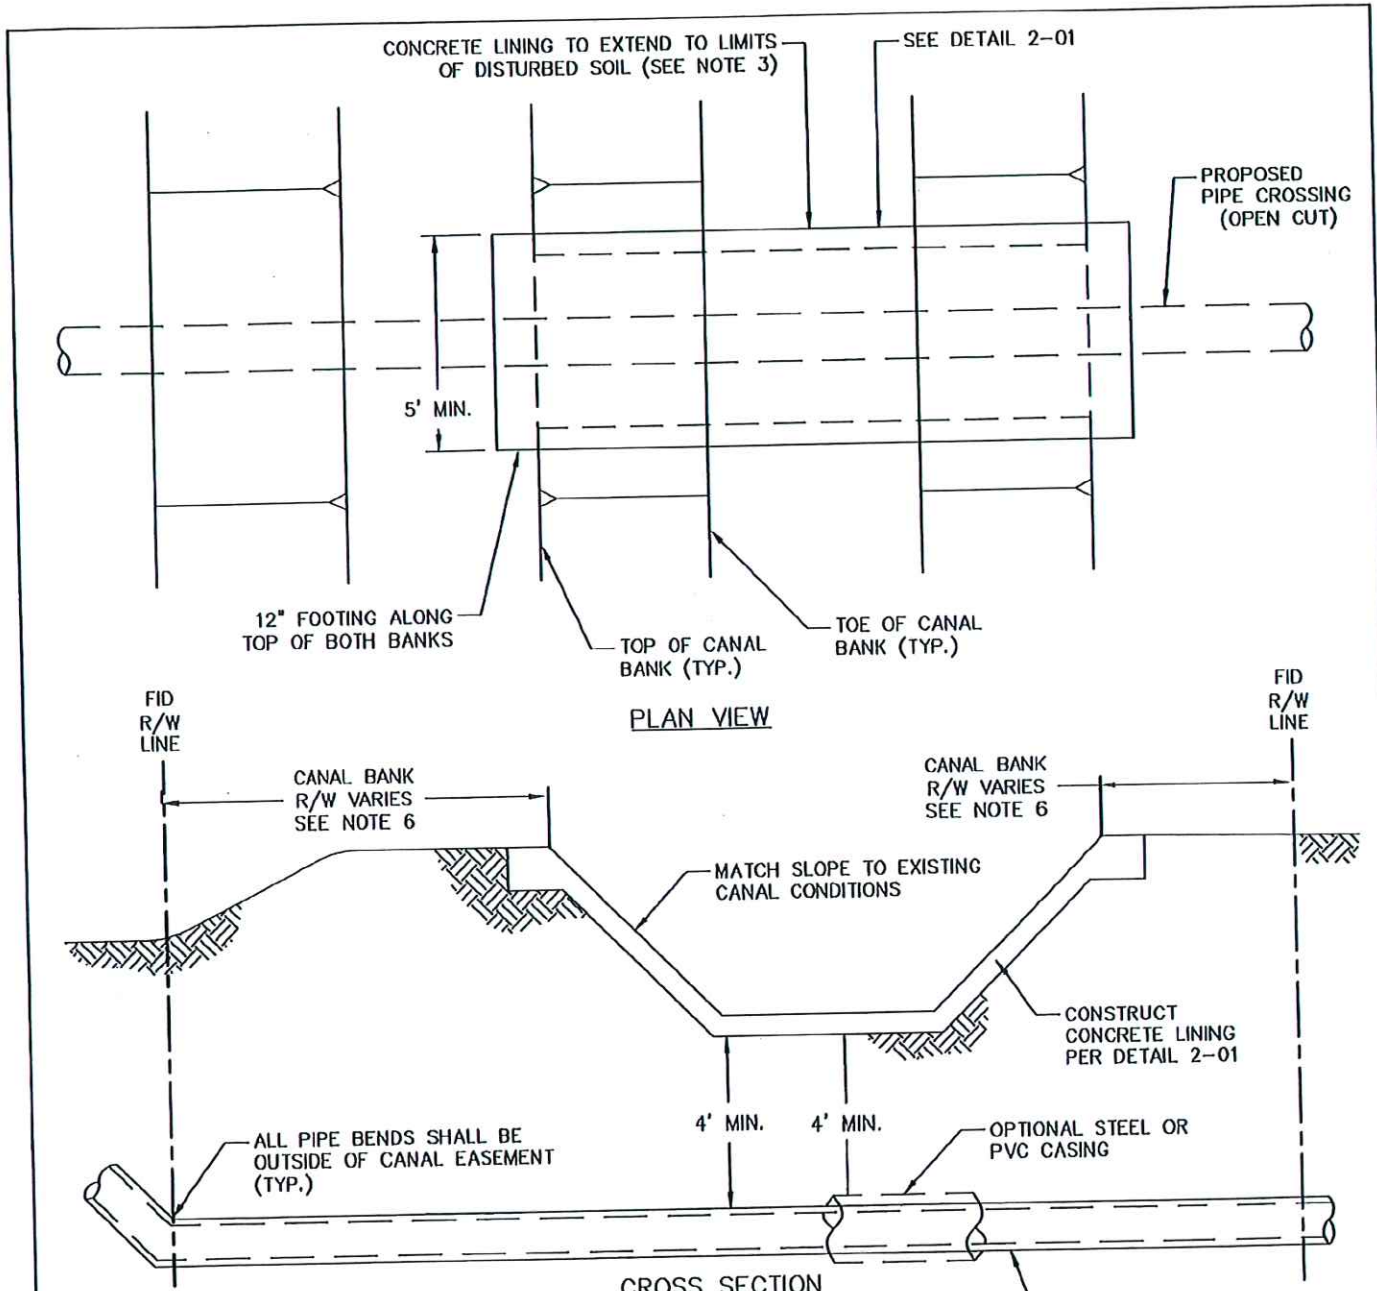 CONCRETE LINING TO EXTEND TO LIMITS
OF DISTURBED SOIL (SEE NOTE 3)
SEE DETAIL 2-01
PROPOSED
PIPE CROSSING
(OPEN CUT)
5' MIN.
12" FOOTING ALONG
TOP OF BOTH BANKS
TOP OF CANAL
BANK (TYP.)
TOE OF CANAL
BANK (TYP.)
PLAN VIEW
FID
R/W
LINE
FID
R/W
LINE
CANAL BANK
R/W VARIES
SEE NOTE 6
CANAL BANK
R/W VARIES
SEE NOTE 6
MATCH SLOPE TO EXISTING
CANAL CONDITIONS
CONSTRUCT
CONCRETE LINING
PER DETAIL 2-01
4' MIN.
4' MIN.
ALL PIPE BENDS SHALL BE
OUTSIDE OF CANAL EASEMENT
(TYP.)
OPTIONAL STEEL OR
PVC CASING
CROSS SECTION